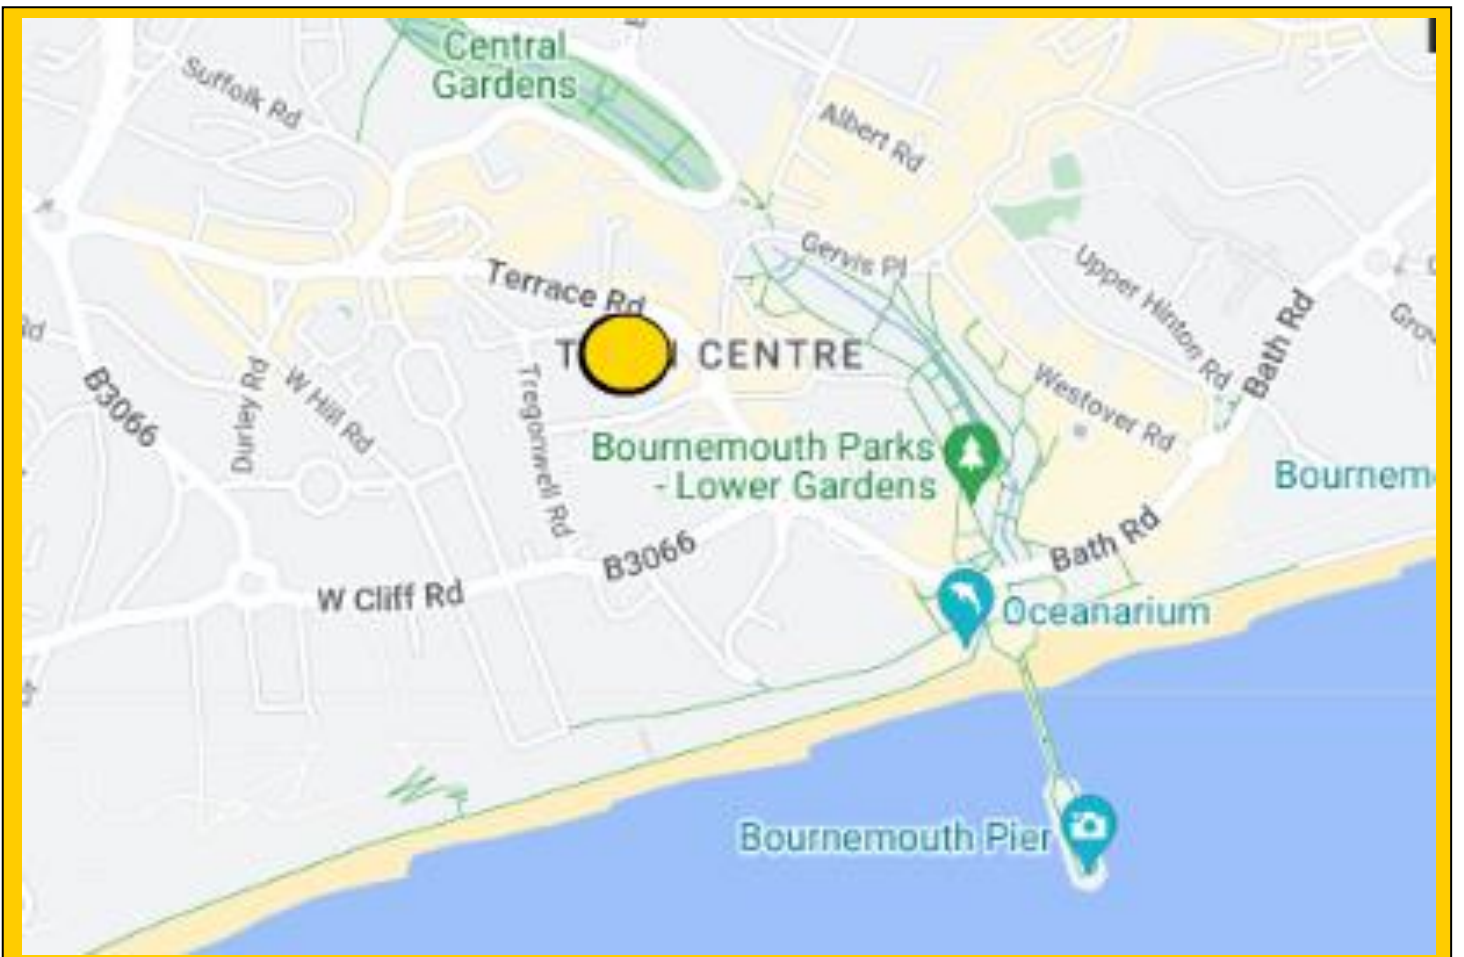 Central
Gardens
Suffolk Rd
Albert Rd
Gervis Pl
Upper Hinton Rd
Terrace Rd
Bath Rd
CENTRE
B3066
Durley Rd
W Hill Rd
Tregonwell Rd
Westover Rd
Bournemouth Parks
- Lower Gardens
Bournem
B3066
Bath Rd
W Cliff Rd
Oceanarium
Bournemouth Pier